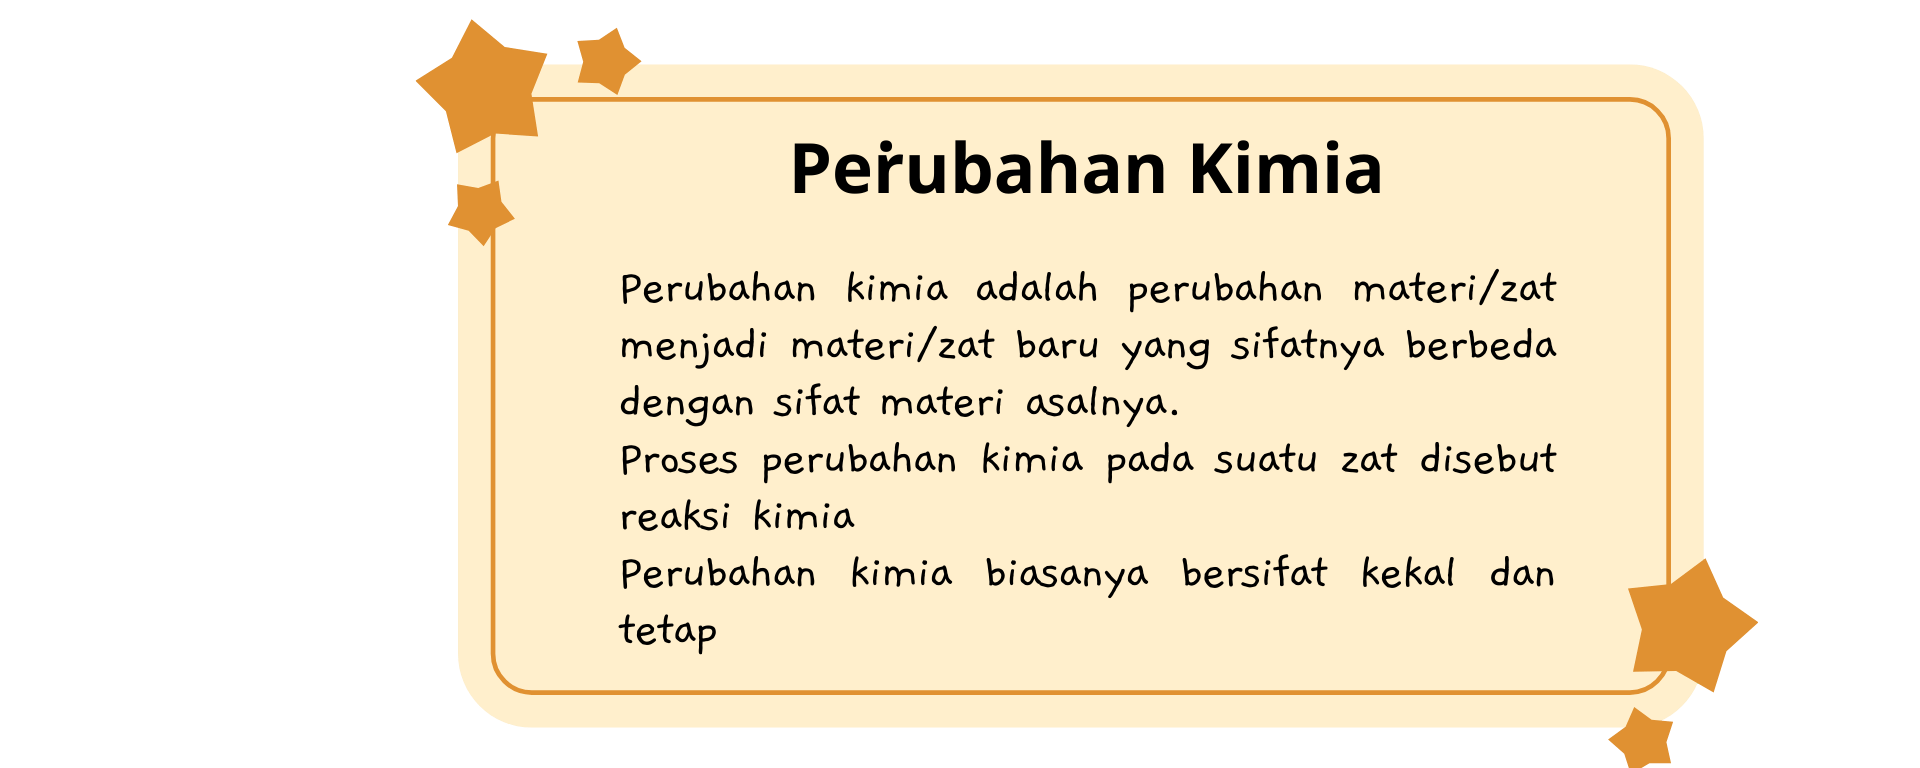 Peṙubahan Kimia
Perubahan kimia adalah perubahan materi/zat
menjadi materi/zat baru yang sifatnya berbeda
dengan sifat materi asalnya.
Proses perubahan kimia pada suatu zat disebut
reaksi kimia
Perubahan kimia biasanya bersifat kekal dan
tetap